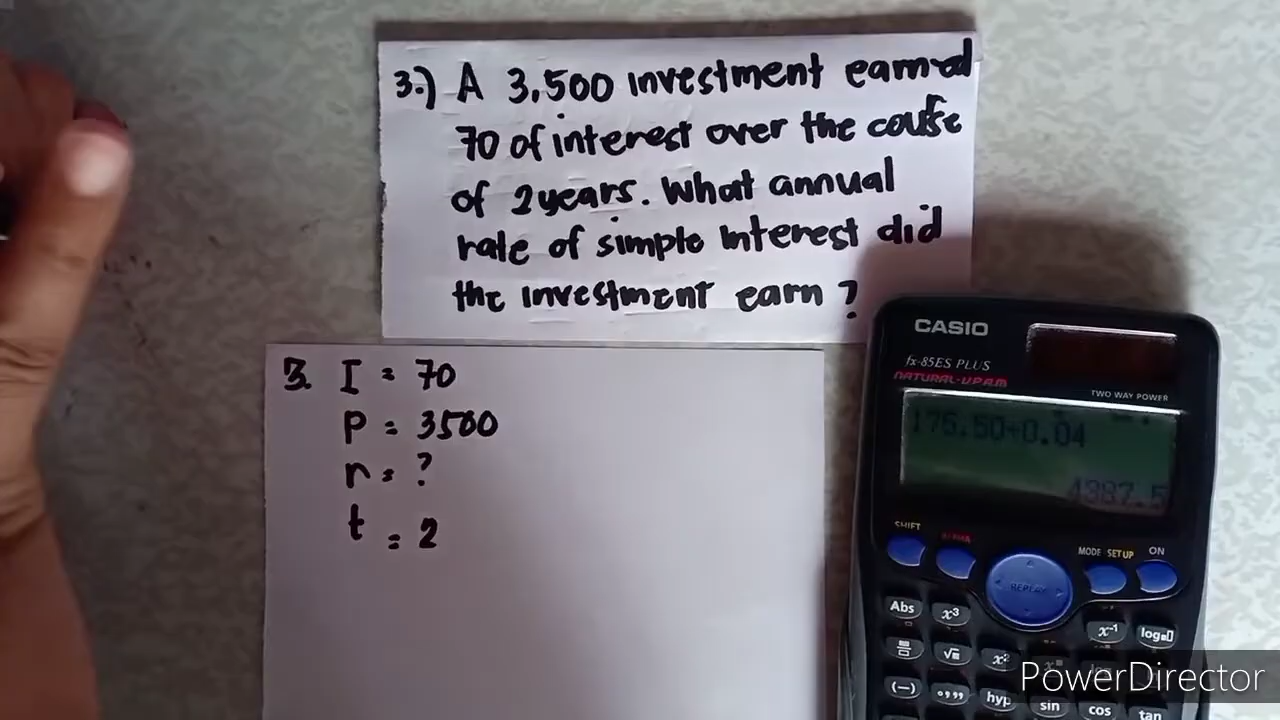 3.) A 3,500 investment earned
70 of interest over the course
of 2 years. What annual
rate of simple interest did
the investment earn ?
3. I = 70
P = 3500
r = ?
t = 2
CASIO
fx-85ES PLUS
NATURAL-V.P.A.M.
TWO WAY POWER
175.50÷0.04
4387.5
SHIFT
ALPHA
MODE SETUP
ON
REPLAY
Abs
x³
x⁻¹
log
√
x²
(−)
hyp
sin
cos
tan
PowerDirector